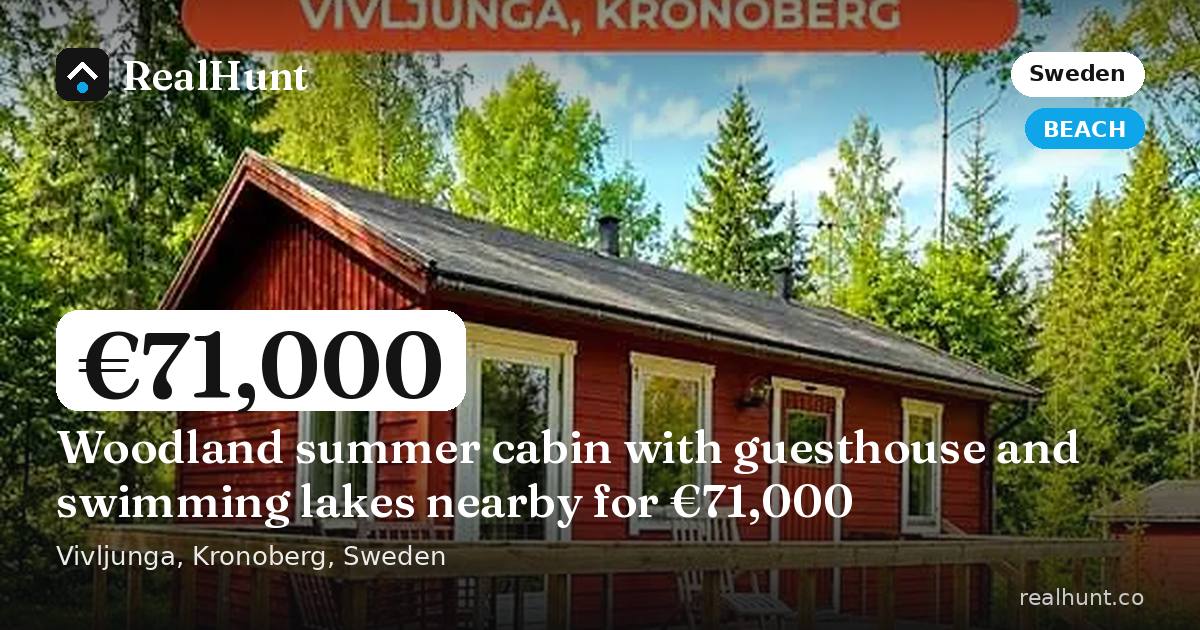 VIVLJUNGA, KRONOBERG
RealHunt
Sweden
BEACH
€71,000
Woodland summer cabin with guesthouse and
swimming lakes nearby for €71,000
Vivljunga, Kronoberg, Sweden
realhunt.co